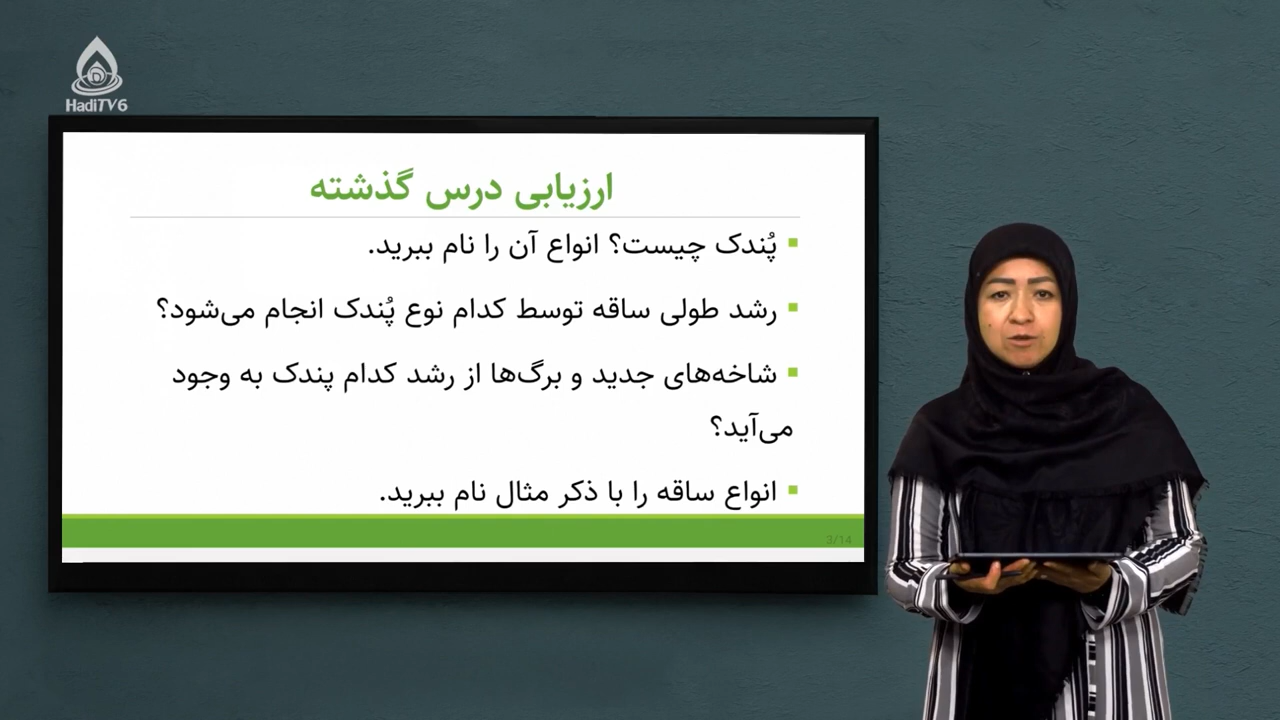 HadiTV6
ارزیابی درس گذشته
پُندک چیست؟ انواع آن را نام ببرید.
رشد طولی ساقه توسط کدام نوع پُندک انجام می‌شود؟
شاخه‌های جدید و برگ‌ها از رشد کدام پندک به وجود
می‌آید؟
انواع ساقه را با ذکر مثال نام ببرید.
3/14